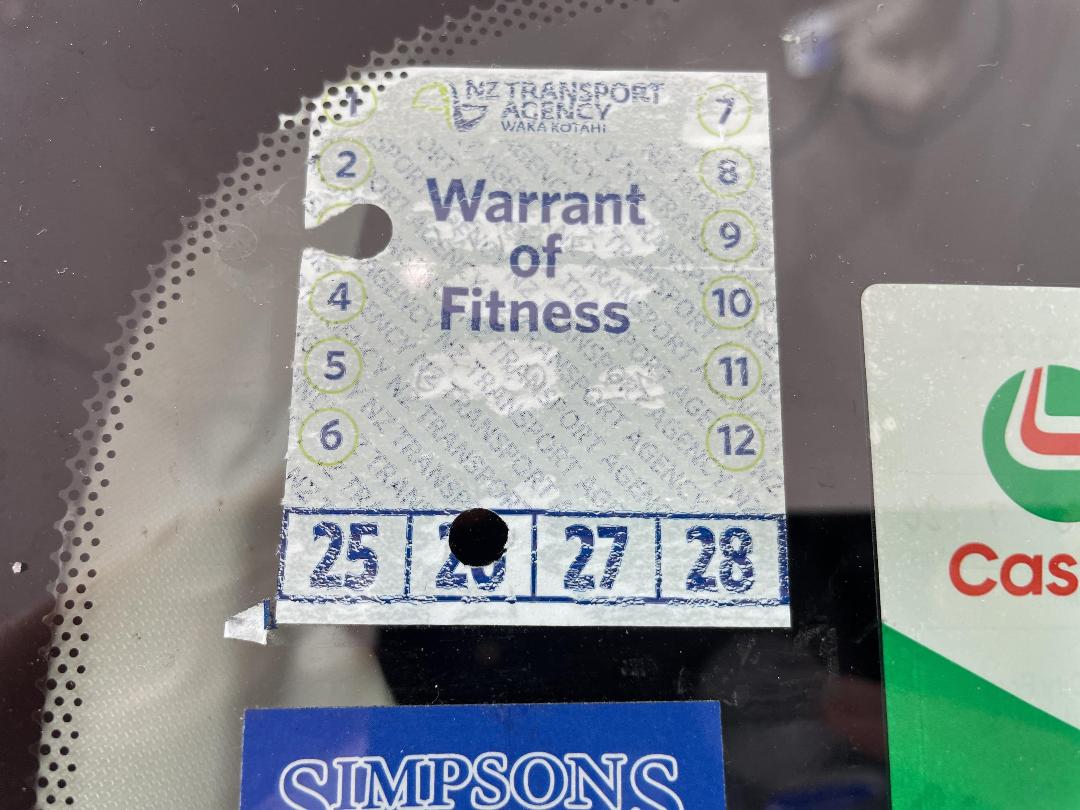 NZ TRANSPORT
AGENCY
WAKA KOTAHI
Warrant
of
Fitness
1
2
4
5
6
7
8
9
10
11
12
25
26
27
28
Cas
SIMPSONS